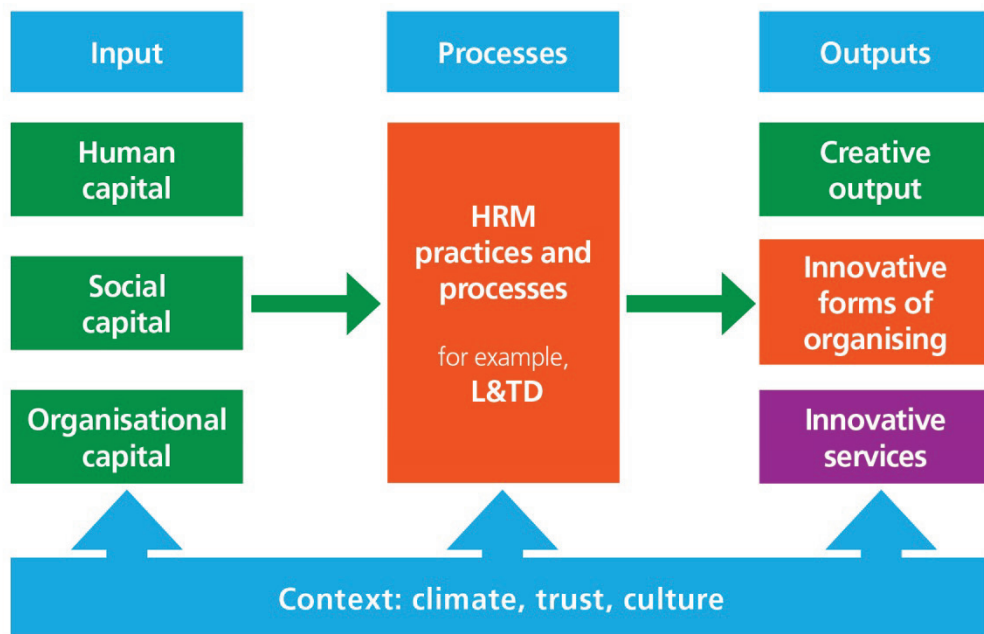 Input
Processes
Outputs
Human
capital
Social
capital
Organisational
capital
HRM
practices and
processes
for example,
L&TD
Creative
output
Innovative
forms of
organising
Innovative
services
Context: climate, trust, culture